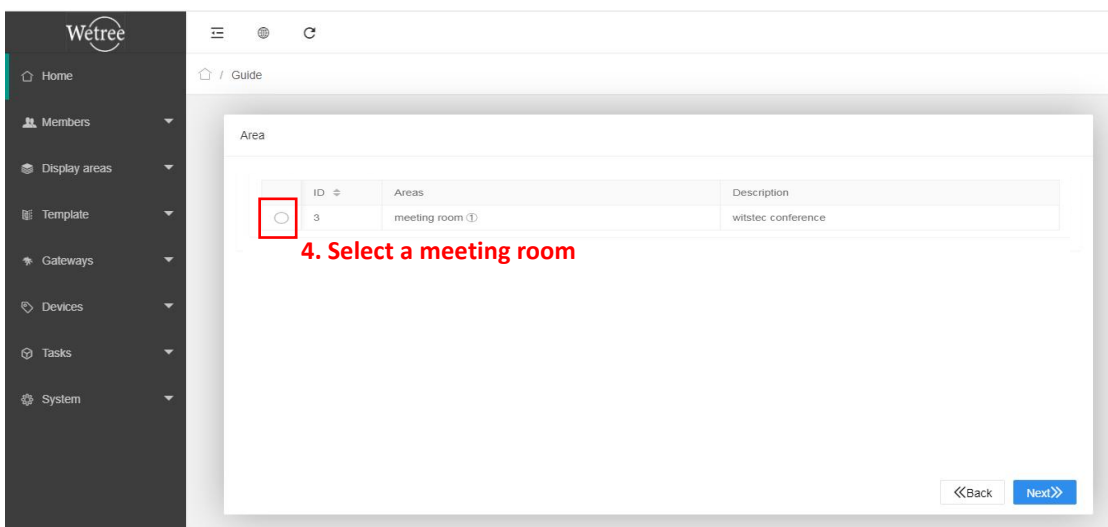 Wetree
Home
/ Guide
Members
Area
Display areas
ID Areas Description
Template
3 meeting room ① witstec conference
4. Select a meeting room
Gateways
Devices
Tasks
System
≪Back Next≫